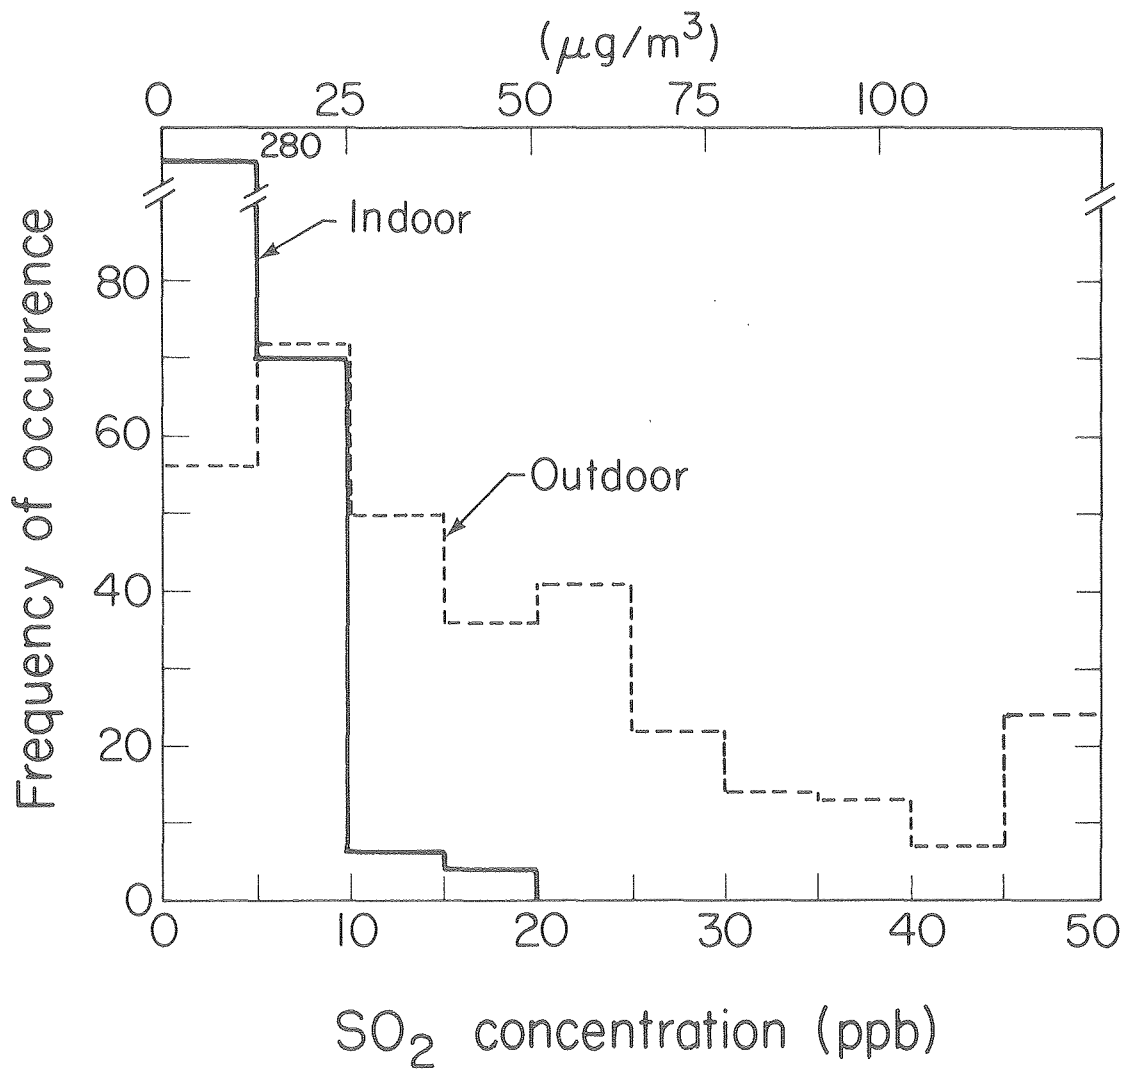 (μg/m³)
0 25 50 75 100
280
Indoor
80
60
Outdoor
40
20
0
Frequency of occurrence
0 10 20 30 40 50
SO₂ concentration (ppb)